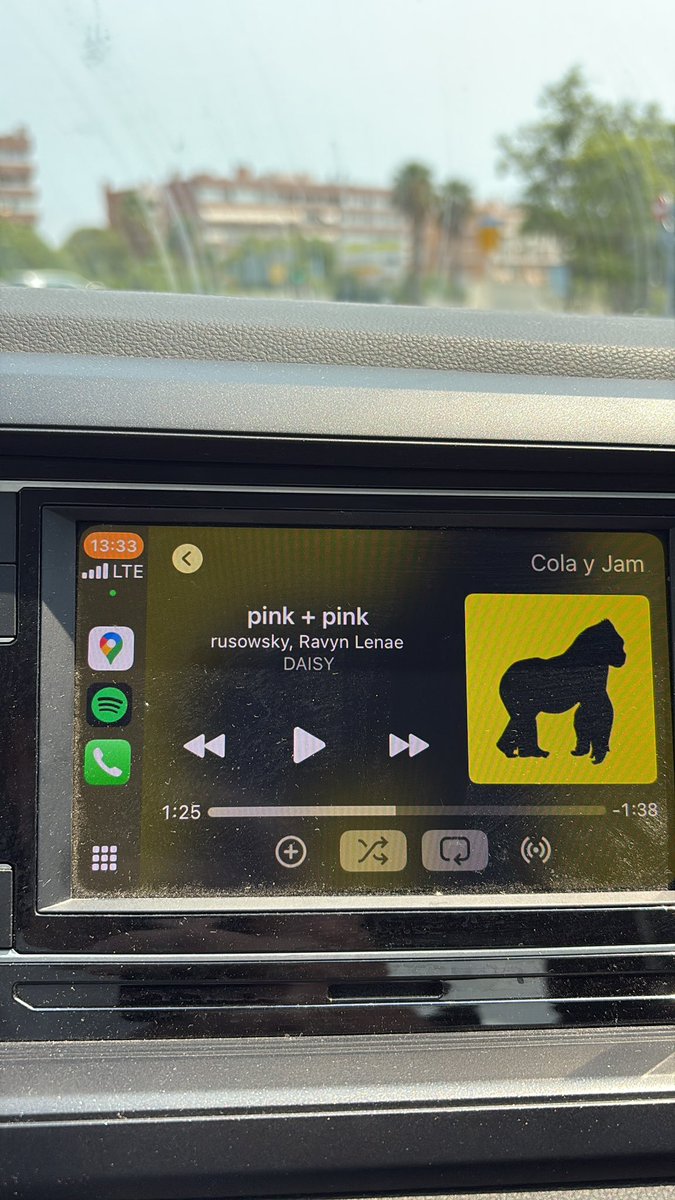 13:33
LTE
Cola y Jam
pink + pink
rusowsky, Ravyn Lenae
DAISY
1:25
-1:38